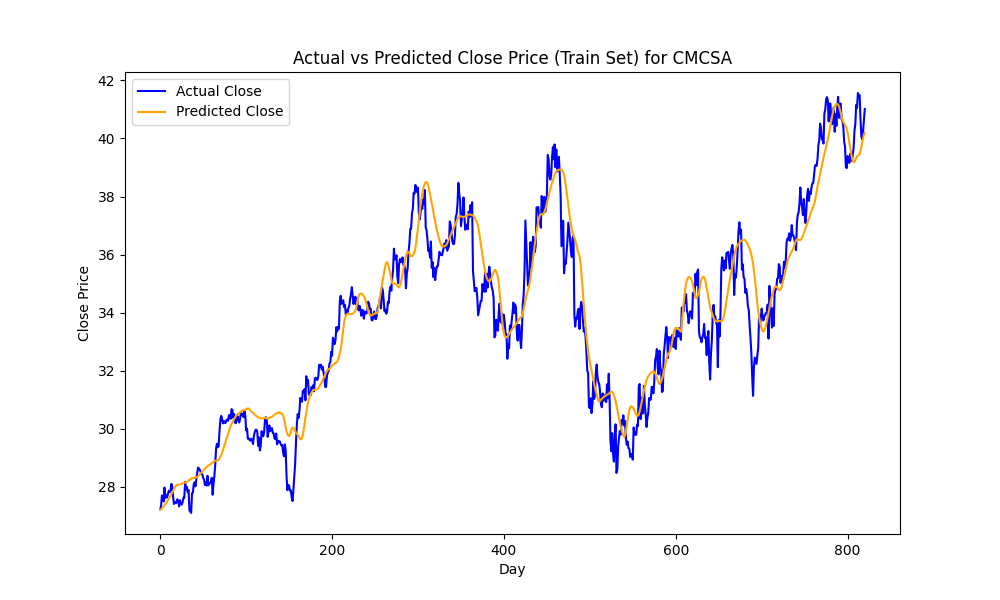 Actual vs Predicted Close Price (Train Set) for CMCSA
Actual Close
Predicted Close
42
40
38
36
34
32
30
28
Close Price
0 200 400 600 800
Day